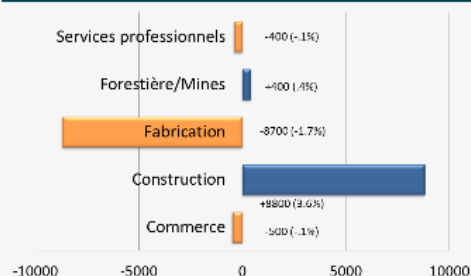 Services professionnels -400 (-.1%)
Forestière/Mines +400 (.4%)
Fabrication -8700 (-1.7%)
Construction
+8800 (3.6%)
Commerce -500 (-.1%)
-10000 -5000 0 5000 10000